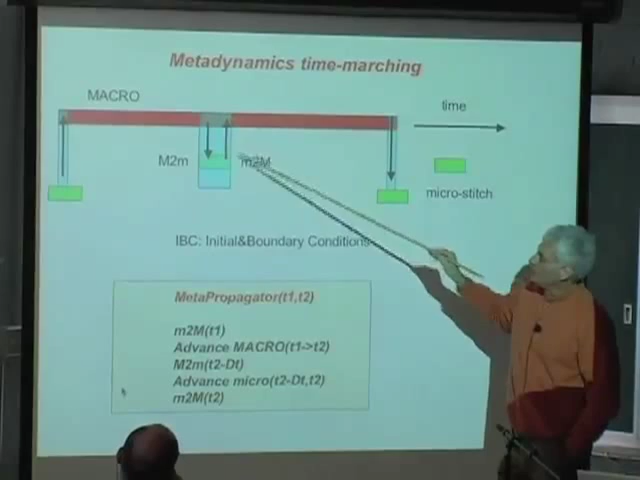 Metadynamics time-marching
MACRO
time
M2m
m2M
micro-stitch
IBC: Initial&Boundary Conditions
MetaPropagator(t1,t2)
m2M(t1)
Advance MACRO(t1->t2)
M2m(t2-Dt)
Advance micro(t2-Dt,t2)
m2M(t2)